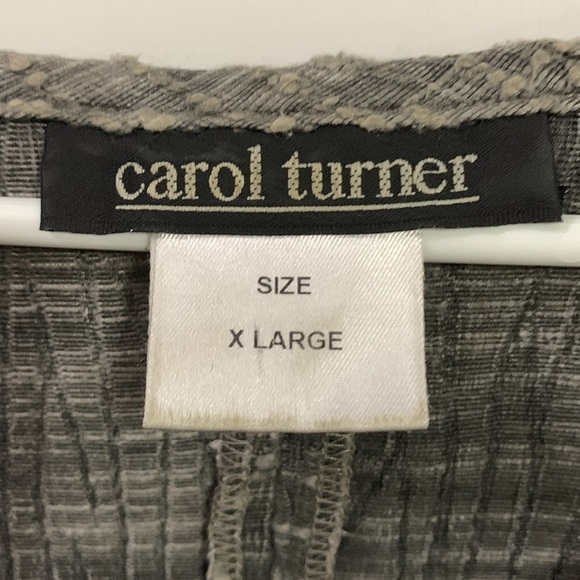 carol turner
SIZE
X LARGE